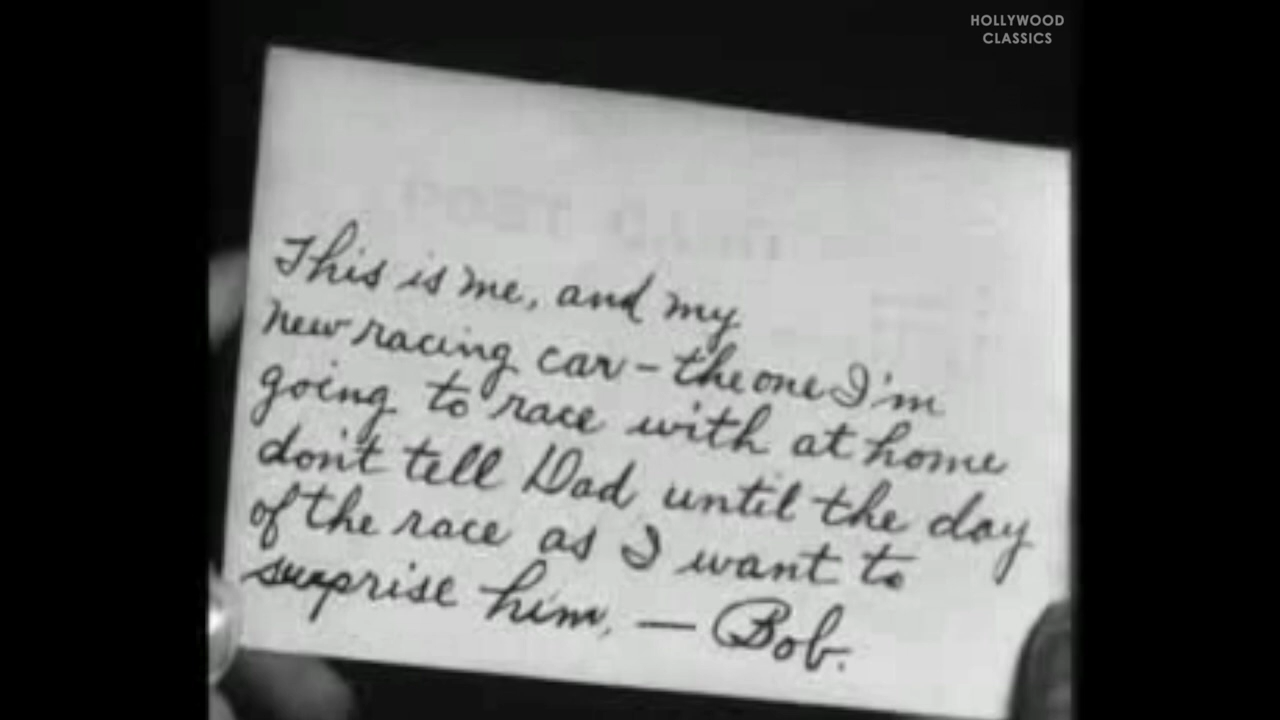 HOLLYWOOD
CLASSICS
This is me, and my
new racing car - the one I'm
going to race with at home
don't tell Dad until the day
of the race as I want to
surprise him, — Bob.